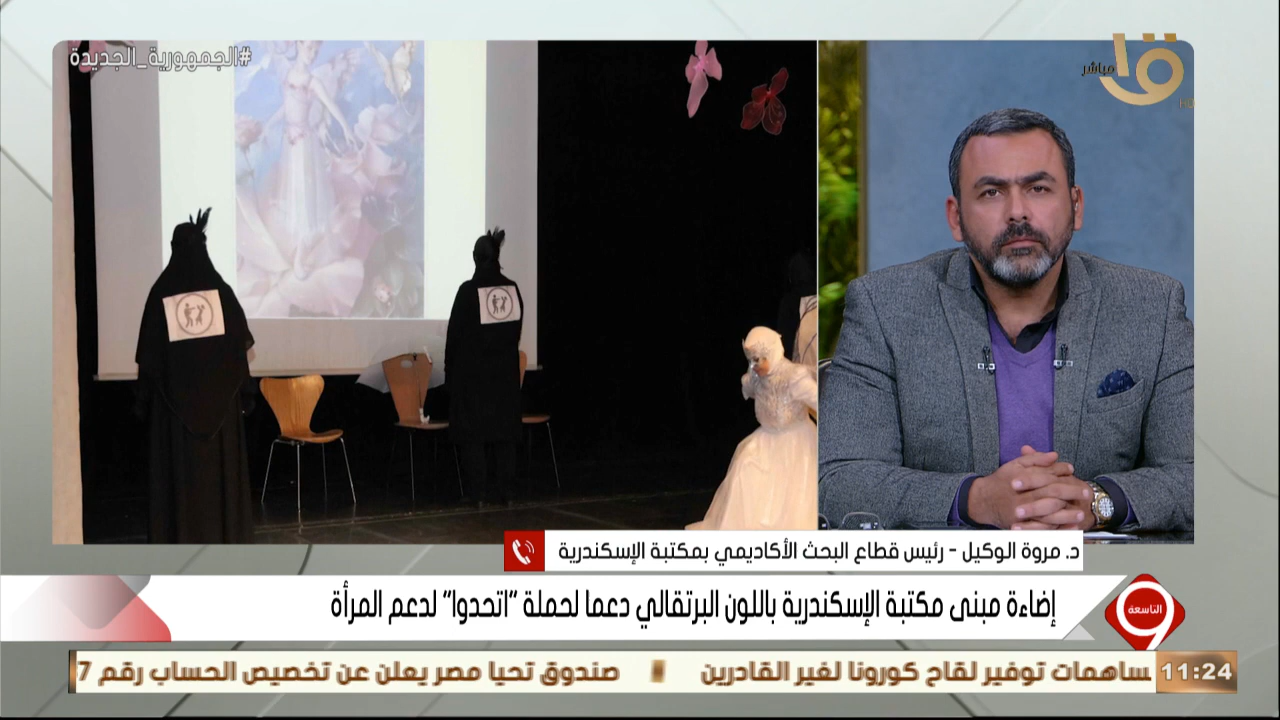 #الجمهورية_الجديدة
مباشر
HD
د. مروة الوكيل - رئيس قطاع البحث الأكاديمي بمكتبة الإسكندرية
التاسعة
9
إضاءة مبنى مكتبة الإسكندرية باللون البرتقالي دعما لحملة "اتحدوا" لدعم المرأة
ساهمات توفير لقاح كورونا لغير القادرين صندوق تحيا مصر يعلن عن تخصيص الحساب رقم 7
11:24